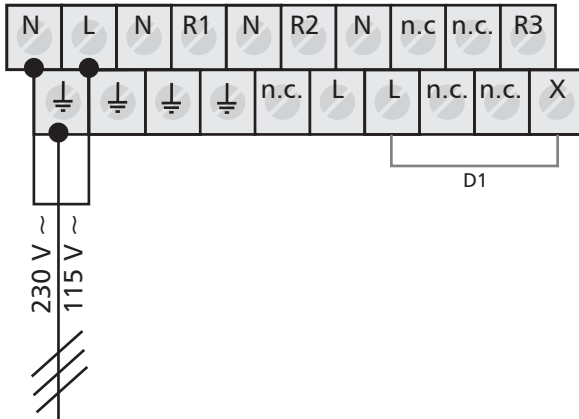 N L N R1 N R2 N n.c n.c. R3
n.c. L L n.c. n.c. X
D1
230 V ~
115 V ~